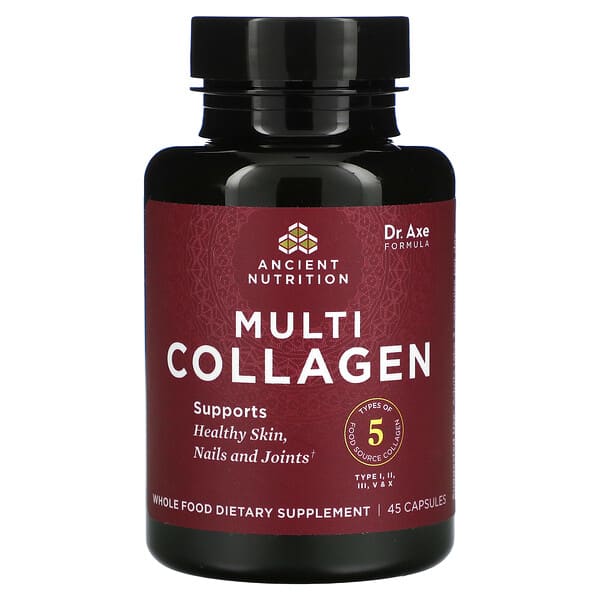 Dr. Axe
FORMULA
ANCIENT
NUTRITION
MULTI
COLLAGEN
Supports
Healthy Skin,
Nails and Joints†
TYPES OF
5
FOOD SOURCE COLLAGEN
TYPE I, II,
III, V & X
WHOLE FOOD DIETARY SUPPLEMENT | 45 CAPSULES